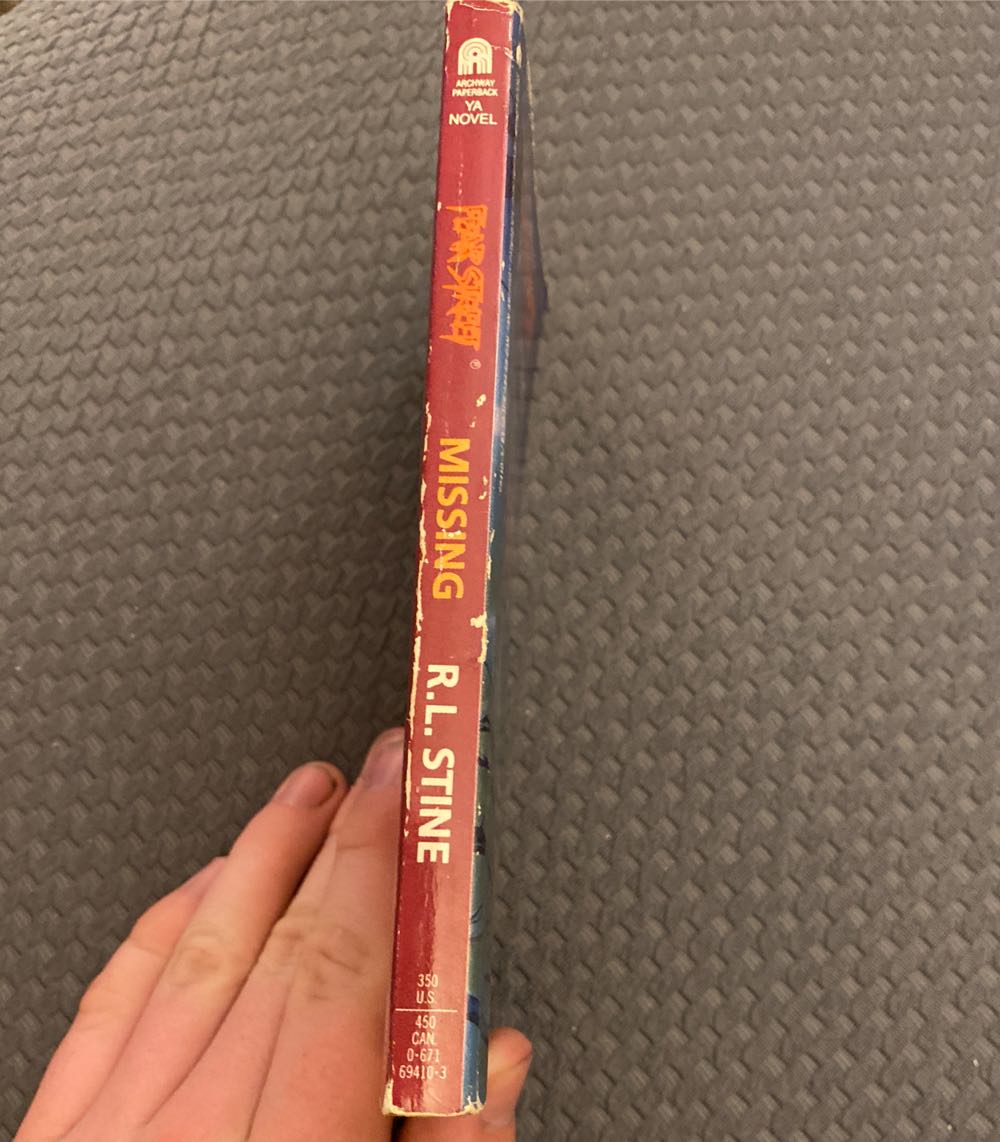 ARCHWAY
PAPERBACK
YA
NOVEL
FEAR STREET
®
MISSING
R.L. STINE
350
U.S.
450
CAN.
0-671
69410-3